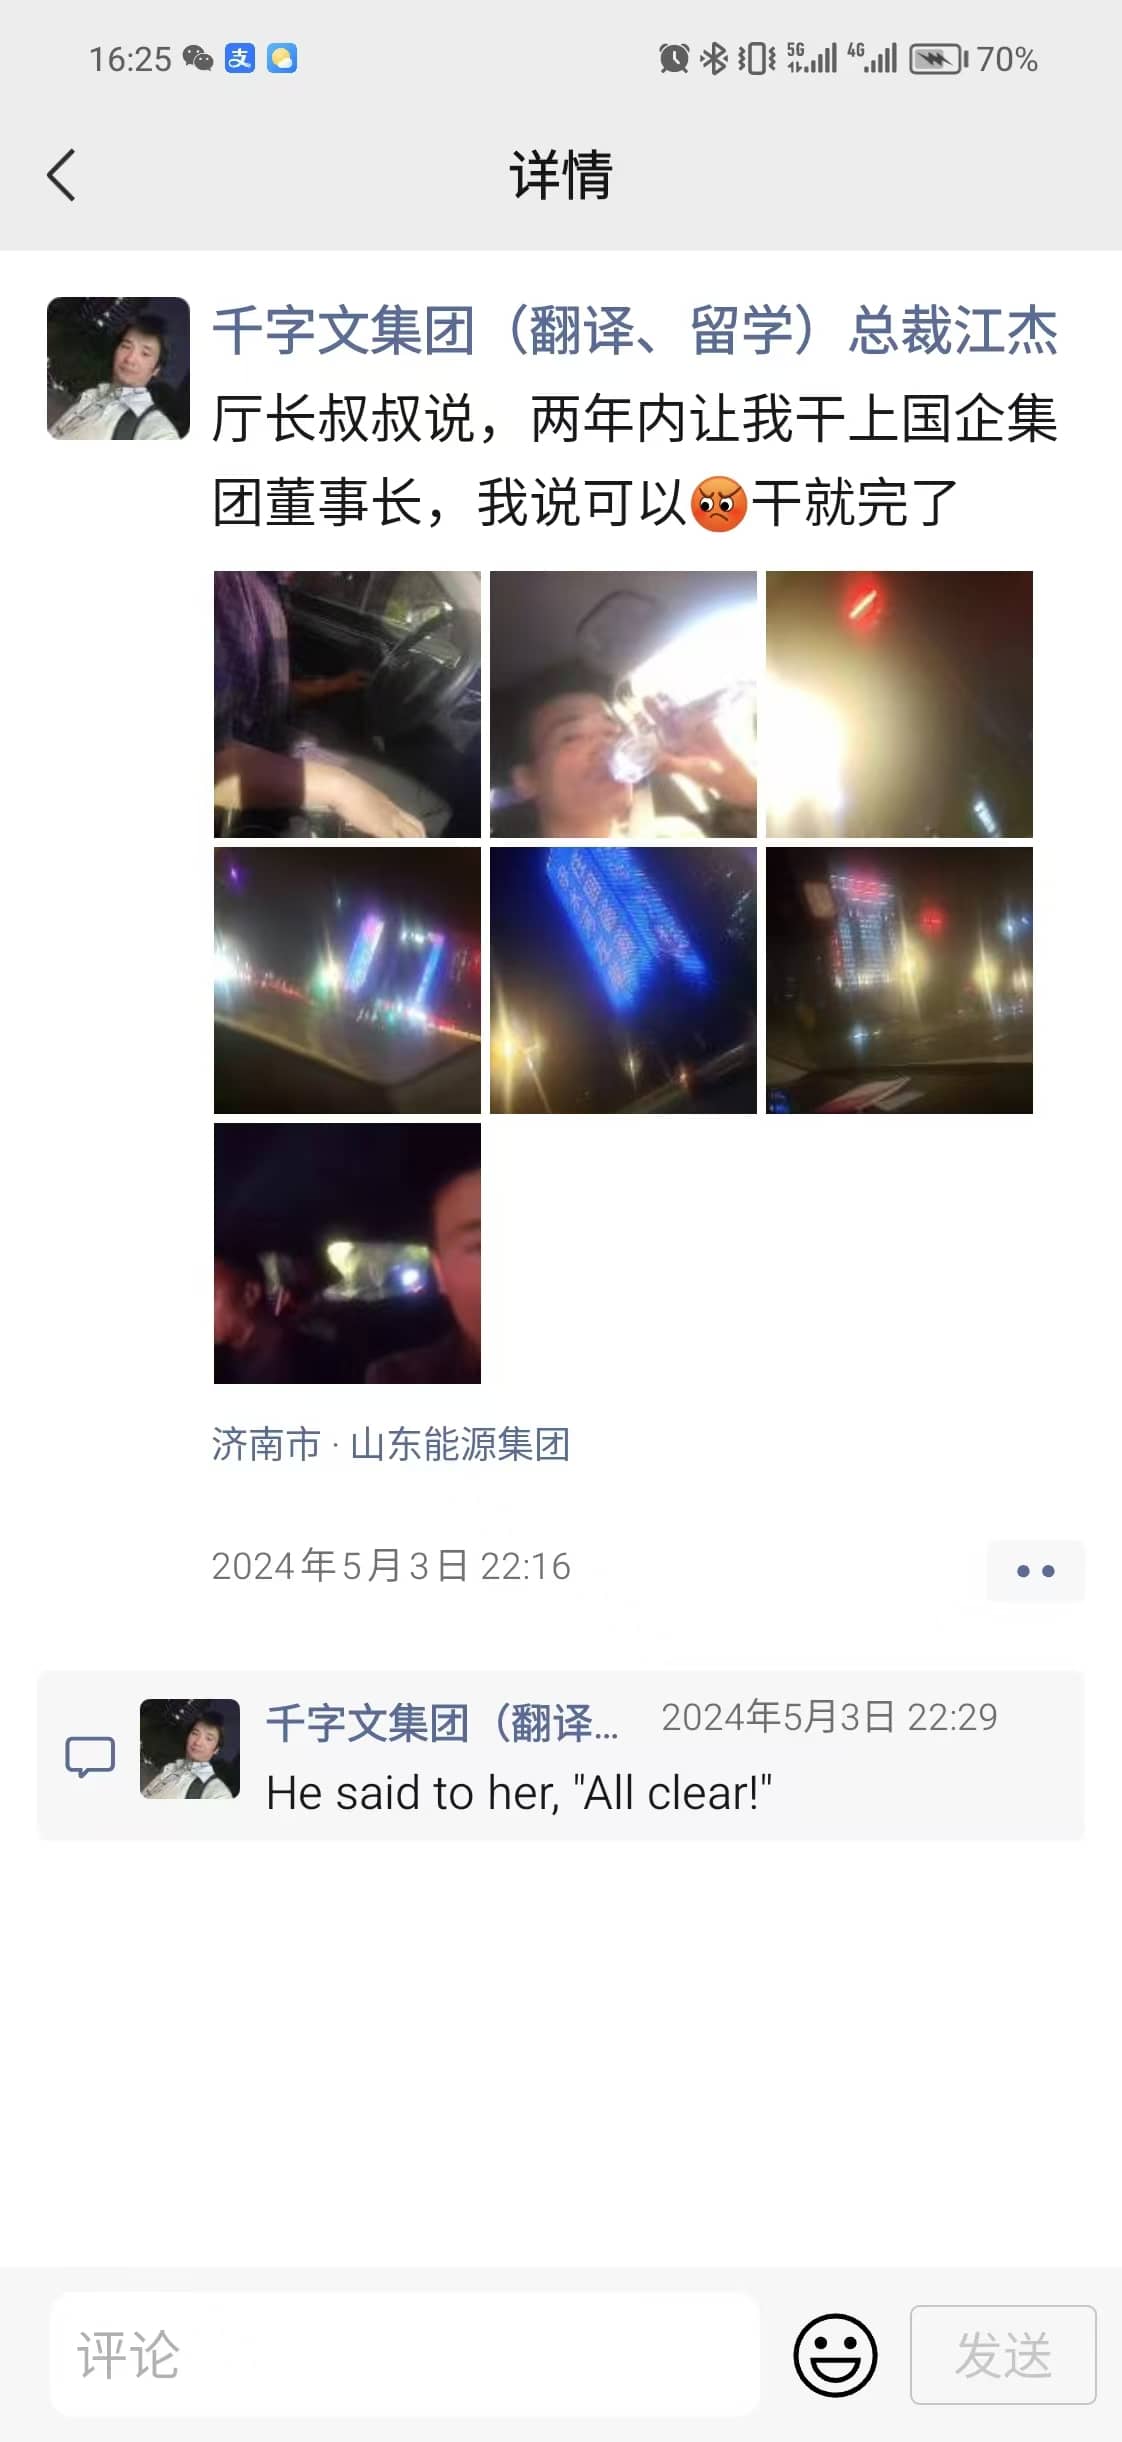 16:25 支 5G 4G 70%
详情
千字文集团（翻译、留学）总裁江杰
厅长叔叔说，两年内让我干上国企集
团董事长，我说可以😡干就完了
济南市 · 山东能源集团
2024年5月3日 22:16
千字文集团（翻译... 2024年5月3日 22:29
He said to her, "All clear!"
评论 发送